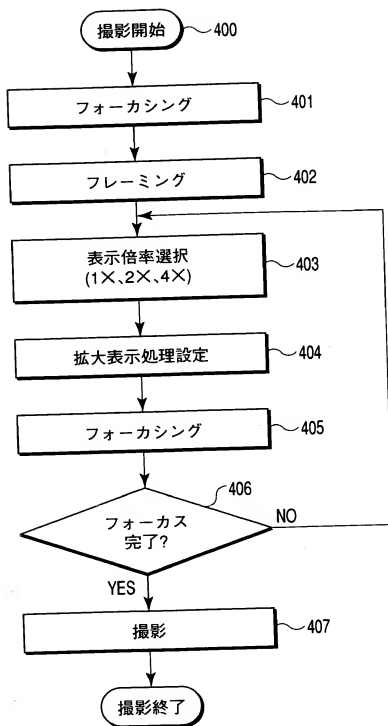 撮影開始
400
フォーカシング
401
フレーミング
402
表示倍率選択
(1×、2×、4×)
403
拡大表示処理設定
404
フォーカシング
405
406
フォーカス
完了?
NO
YES
撮影
407
撮影終了